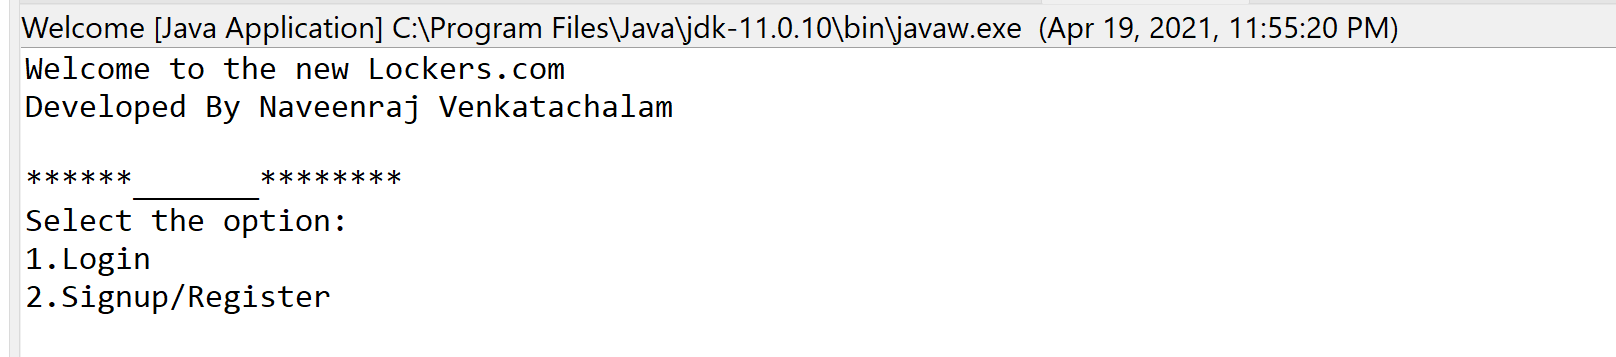 Welcome [Java Application] C:\Program Files\Java\jdk-11.0.10\bin\javaw.exe  (Apr 19, 2021, 11:55:20 PM)
Welcome to the new Lockers.com
Developed By Naveenraj Venkatachalam
******_______********
Select the option:
1.Login
2.Signup/Register